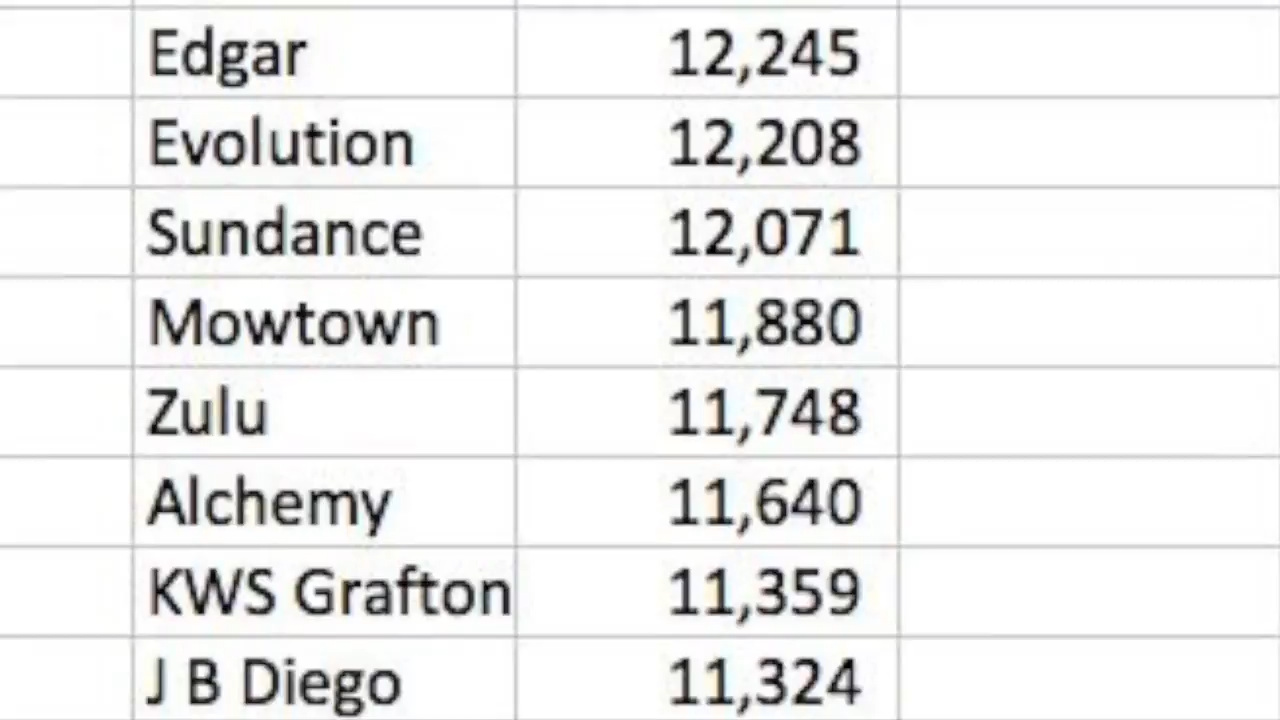 Edgar 12,245
Evolution 12,208
Sundance 12,071
Mowtown 11,880
Zulu 11,748
Alchemy 11,640
KWS Grafton 11,359
J B Diego 11,324